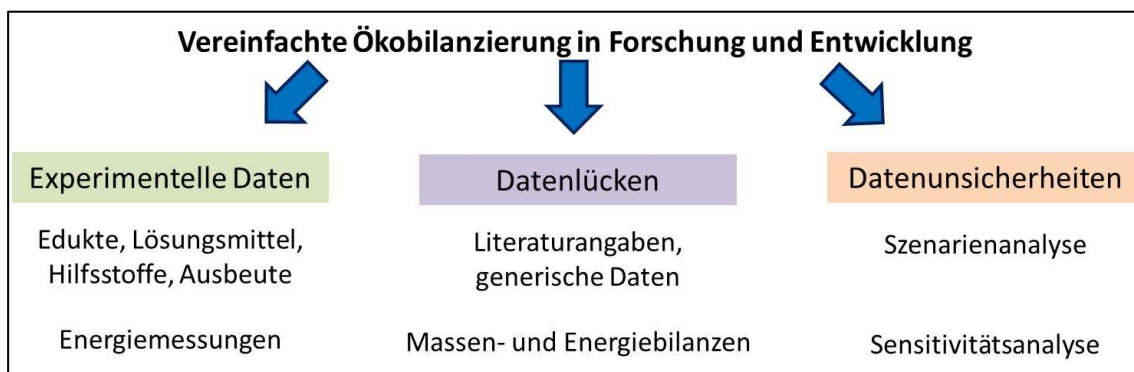 Vereinfachte Ökobilanzierung in Forschung und Entwicklung
Experimentelle Daten
Edukte, Lösungsmittel,
Hilfsstoffe, Ausbeute
Energiemessungen
Datenlücken
Literaturangaben,
generische Daten
Massen- und Energiebilanzen
Datenunsicherheiten
Szenarienanalyse
Sensitivitätsanalyse